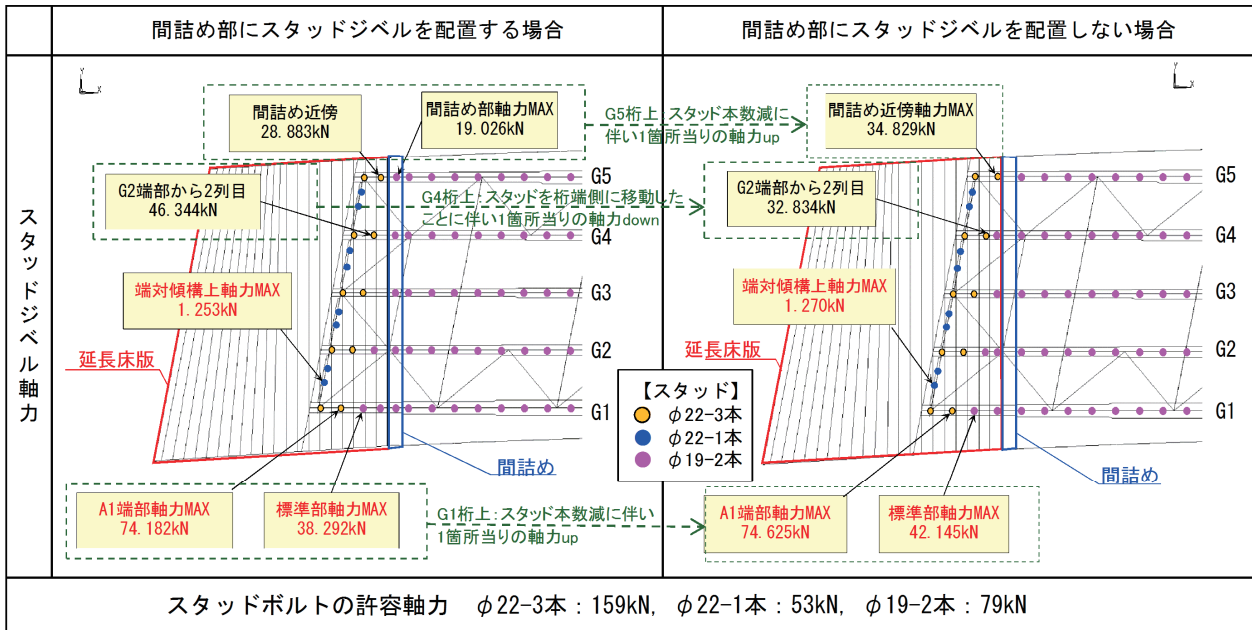 間詰め部にスタッドジベルを配置する場合
間詰め部にスタッドジベルを配置しない場合
スタッドジベル軸力
Y
X
間詰め近傍
28.883kN
間詰め部軸力MAX
19.026kN
G2端部から2列目
46.344kN
端対傾構上軸力MAX
1.253kN
延長床版
G5
G4
G3
G2
G1
間詰め
A1端部軸力MAX
74.182kN
標準部軸力MAX
38.292kN
G5桁上:スタッド本数減に
伴い1箇所当りの軸力up
G4桁上:スタッドを桁端側に移動した
ことに伴い1箇所当りの軸力down
G1桁上:スタッド本数減に伴い
1箇所当りの軸力up
【スタッド】
φ22-3本
φ22-1本
φ19-2本
Y
X
間詰め近傍軸力MAX
34.829kN
G2端部から2列目
32.834kN
端対傾構上軸力MAX
1.270kN
延長床版
G5
G4
G3
G2
G1
間詰め
A1端部軸力MAX
74.625kN
標準部軸力MAX
42.145kN
スタッドボルトの許容軸力 φ22-3本:159kN, φ22-1本:53kN, φ19-2本:79kN